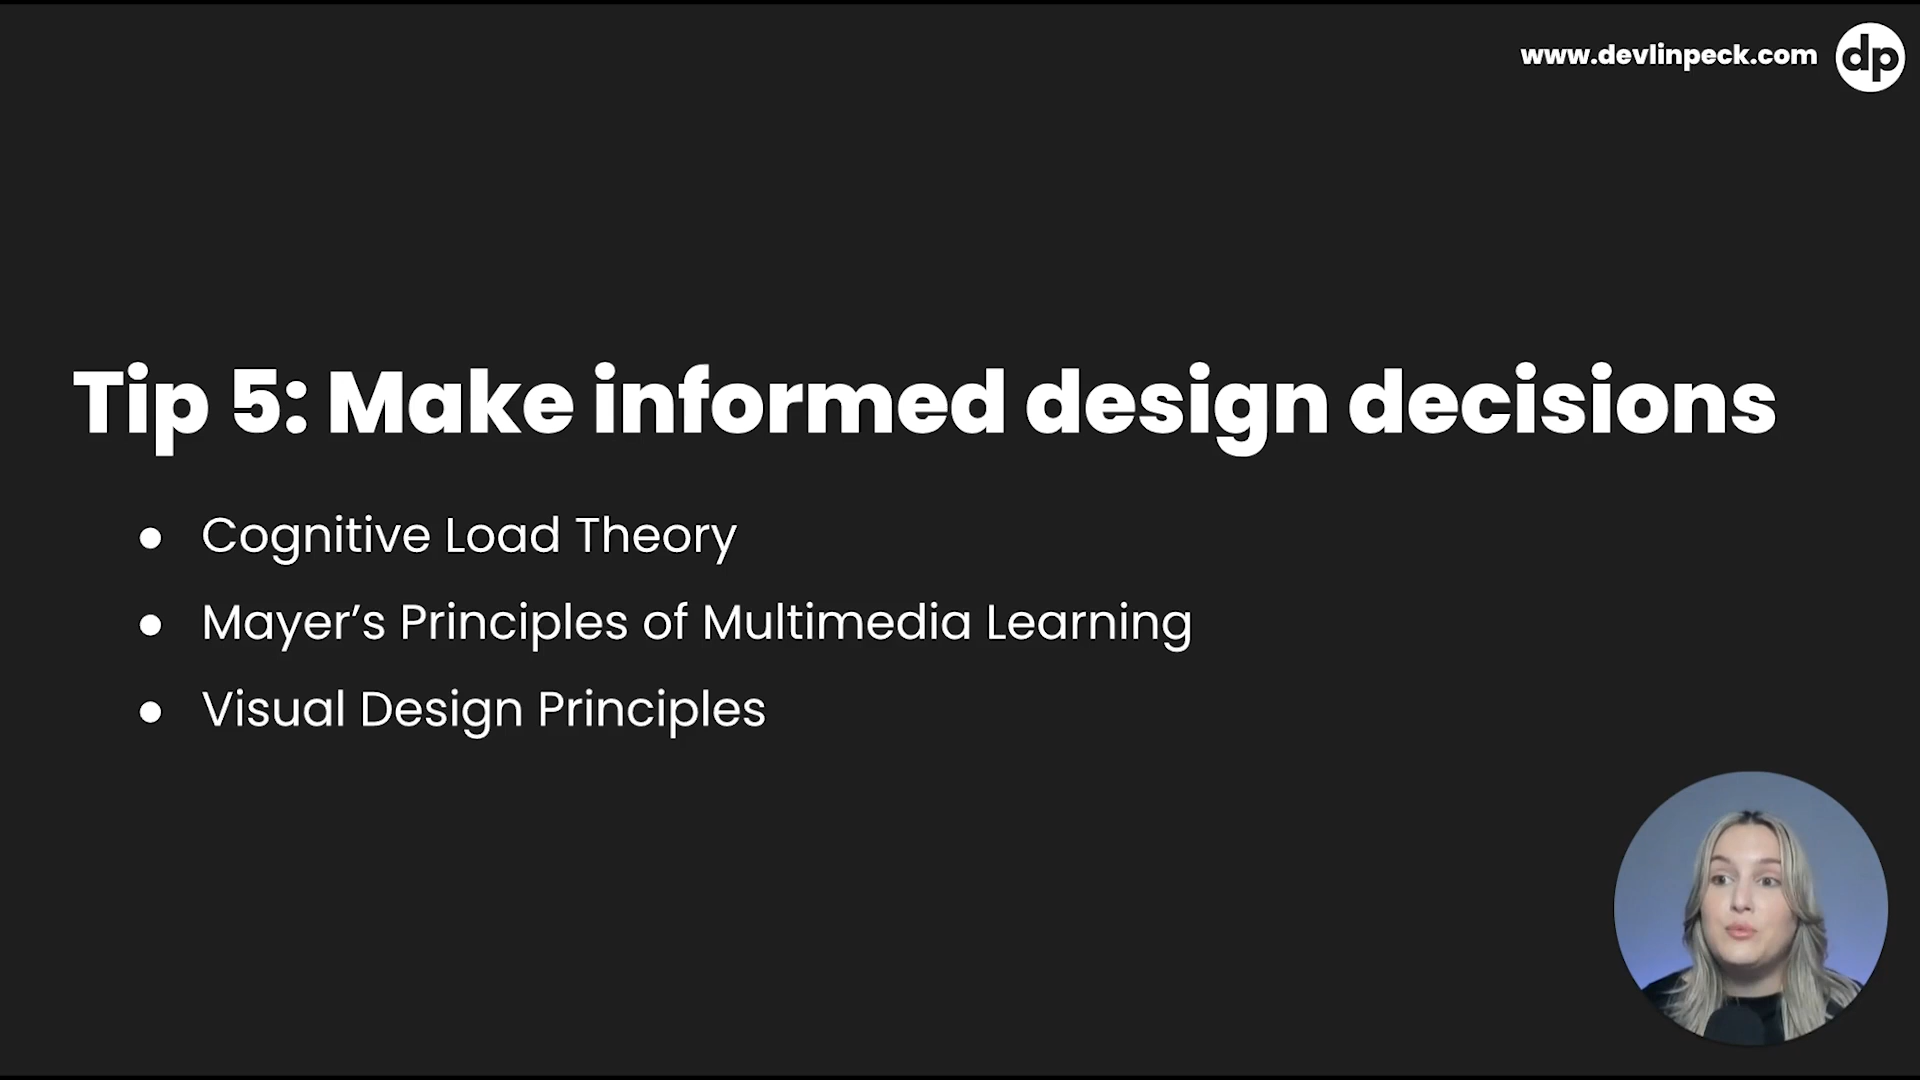 www.devlinpeck.com dp
Tip 5: Make informed design decisions
● Cognitive Load Theory
● Mayer’s Principles of Multimedia Learning
● Visual Design Principles